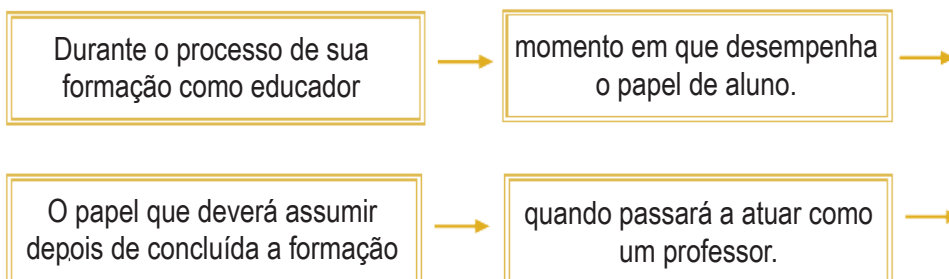 Durante o processo de sua
formação como educador
momento em que desempenha
o papel de aluno.
O papel que deverá assumir
depois de concluída a formação
quando passará a atuar como
um professor.